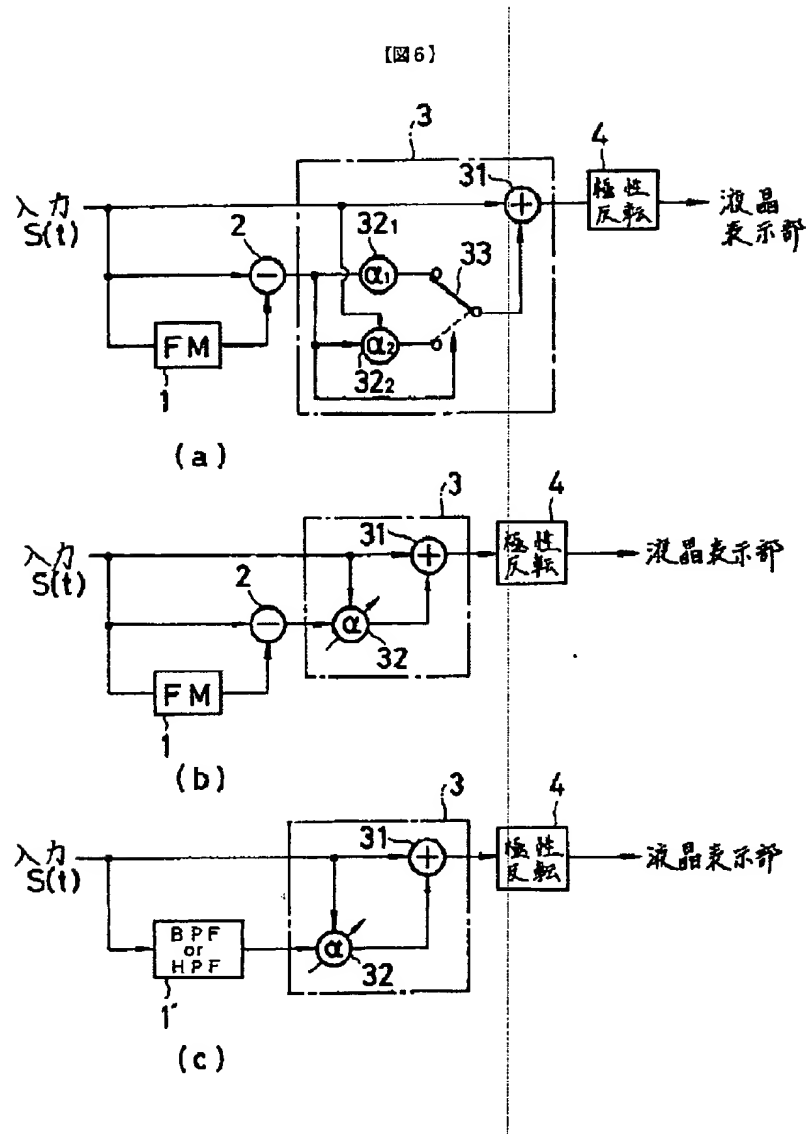 【図6】
3
4
31
極性
反転
入力
S(t)
液晶
表示部
2
32₁
33
−
α₁
+
FM
α₂
1
32₂
(a)
3
4
31
極性
反転
入力
S(t)
液晶表示部
2
+
−
α
32
FM
1
(b)
3
4
31
極性
反転
入力
S(t)
液晶表示部
+
BPF
or
HPF
α
32
1'
(c)